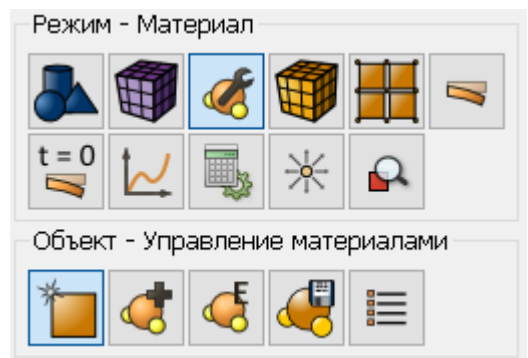 Режим - Материал
t = 0
Объект - Управление материалами
E